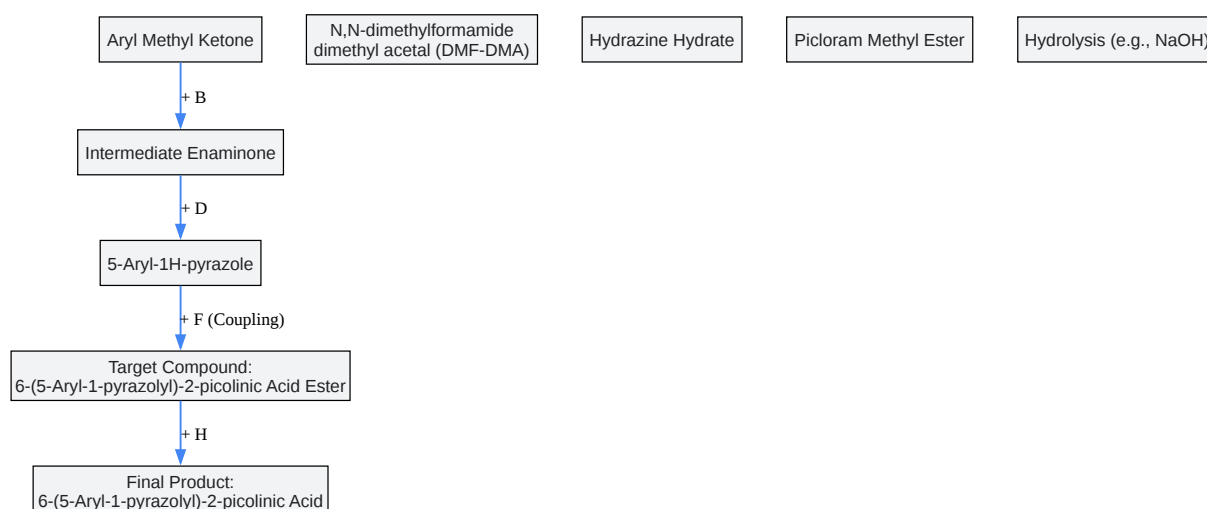 Aryl Methyl Ketone
N,N-dimethylformamide
dimethyl acetal (DMF-DMA)
Hydrazine Hydrate
Picloram Methyl Ester
Hydrolysis (e.g., NaOH)
+ B
Intermediate Enaminone
+ D
5-Aryl-1H-pyrazole
+ F (Coupling)
Target Compound:
6-(5-Aryl-1-pyrazolyl)-2-picolinic Acid Ester
+ H
Final Product:
6-(5-Aryl-1-pyrazolyl)-2-picolinic Acid